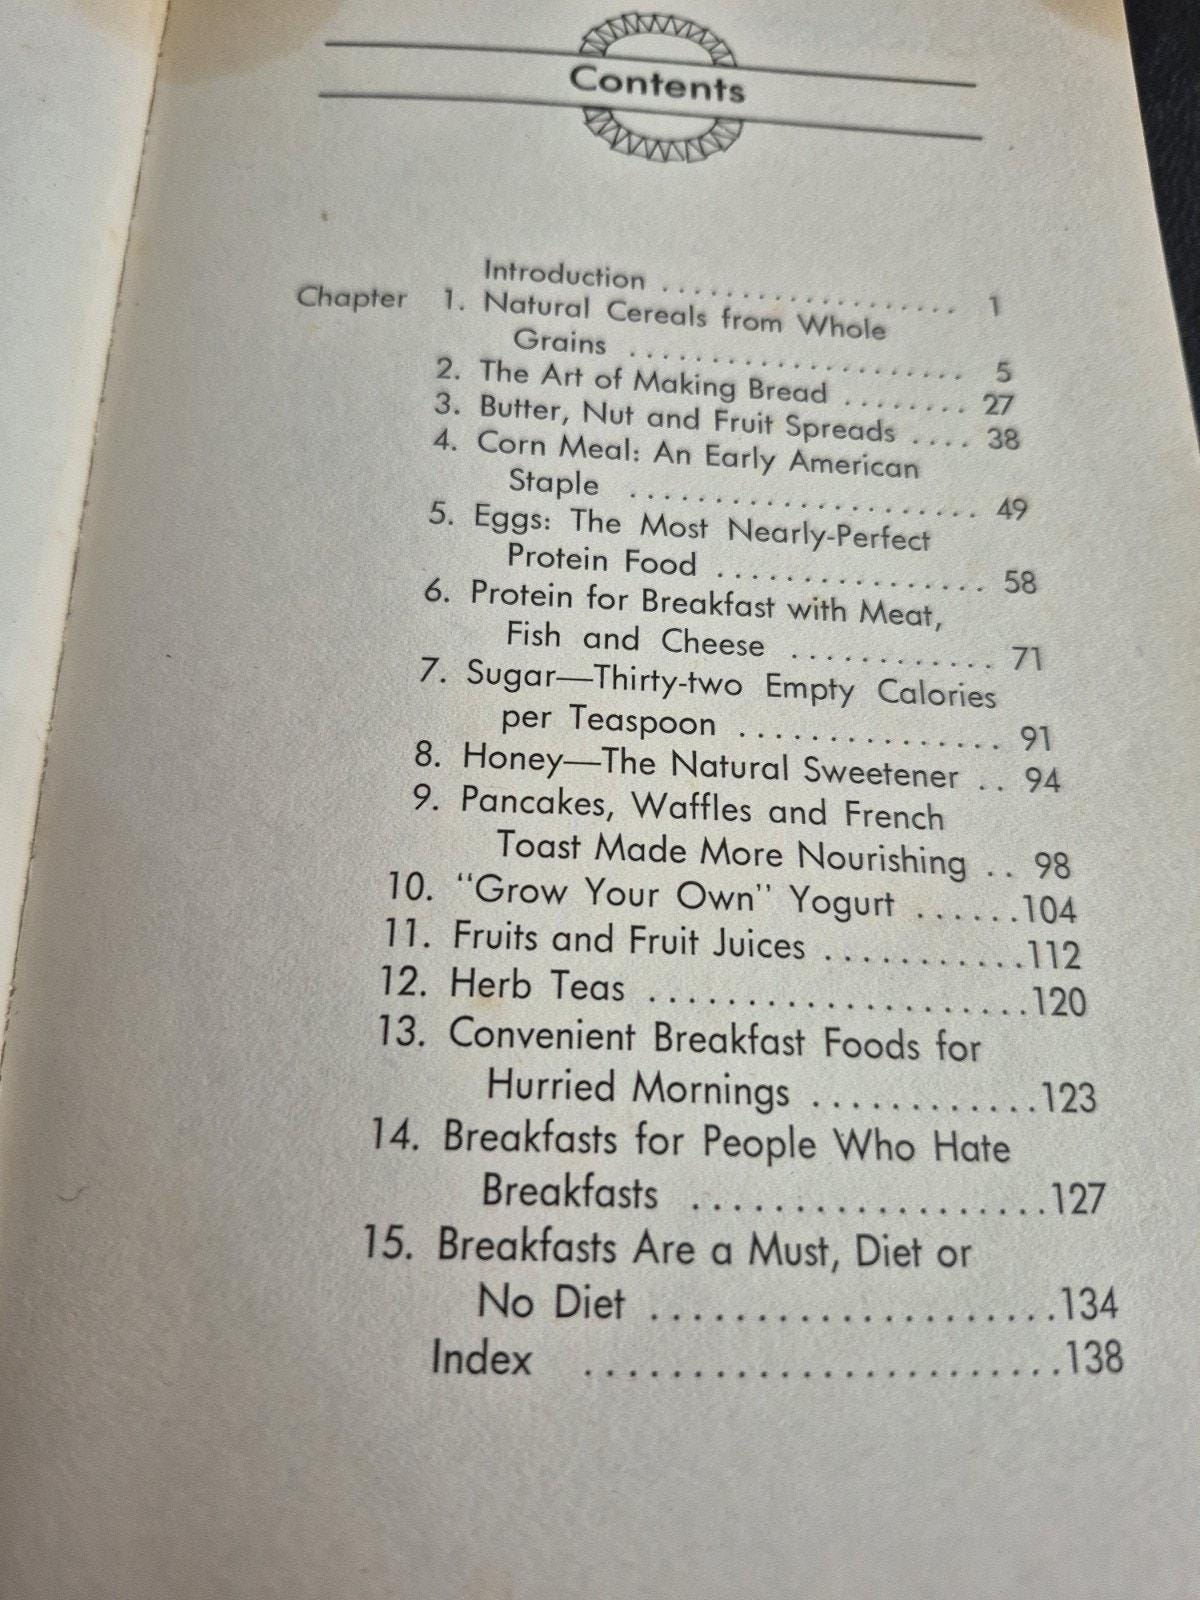 Contents
Introduction . . . . . . . . . . . . . . . . . . . 1
Chapter 1. Natural Cereals from Whole
Grains . . . . . . . . . . . . . . . . . . . . . . 5
2. The Art of Making Bread . . . . . . . . 27
3. Butter, Nut and Fruit Spreads . . . . 38
4. Corn Meal: An Early American
Staple . . . . . . . . . . . . . . . . . . . . . 49
5. Eggs: The Most Nearly-Perfect
Protein Food . . . . . . . . . . . . . . . . 58
6. Protein for Breakfast with Meat,
Fish and Cheese . . . . . . . . . . . . 71
7. Sugar—Thirty-two Empty Calories
per Teaspoon . . . . . . . . . . . . . . . 91
8. Honey—The Natural Sweetener . . 94
9. Pancakes, Waffles and French
Toast Made More Nourishing . . 98
10. "Grow Your Own" Yogurt . . . . . . 104
11. Fruits and Fruit Juices . . . . . . . . . . . 112
12. Herb Teas . . . . . . . . . . . . . . . . . . . . 120
13. Convenient Breakfast Foods for
Hurried Mornings . . . . . . . . . . . . 123
14. Breakfasts for People Who Hate
Breakfasts . . . . . . . . . . . . . . . . . . 127
15. Breakfasts Are a Must, Diet or
No Diet . . . . . . . . . . . . . . . . . . . . 134
Index . . . . . . . . . . . . . . . . . . . . . . . 138